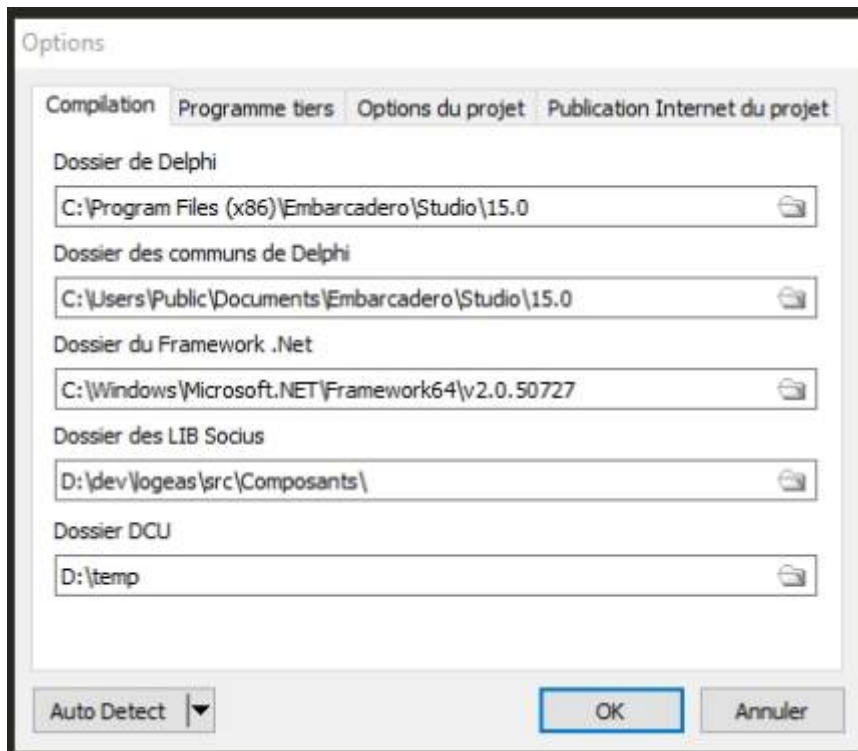 Options
Compilation Programme tiers Options du projet Publication Internet du projet
Dossier de Delphi
C:\Program Files (x86)\Embarcadero\Studio\15.0
Dossier des communs de Delphi
C:\Users\Public\Documents\Embarcadero\Studio\15.0
Dossier du Framework .Net
C:\Windows\Microsoft.NET\Framework64\v2.0.50727
Dossier des LIB Socius
D:\dev\logeas\src\Composants\
Dossier DCU
D:\temp
Auto Detect OK Annuler